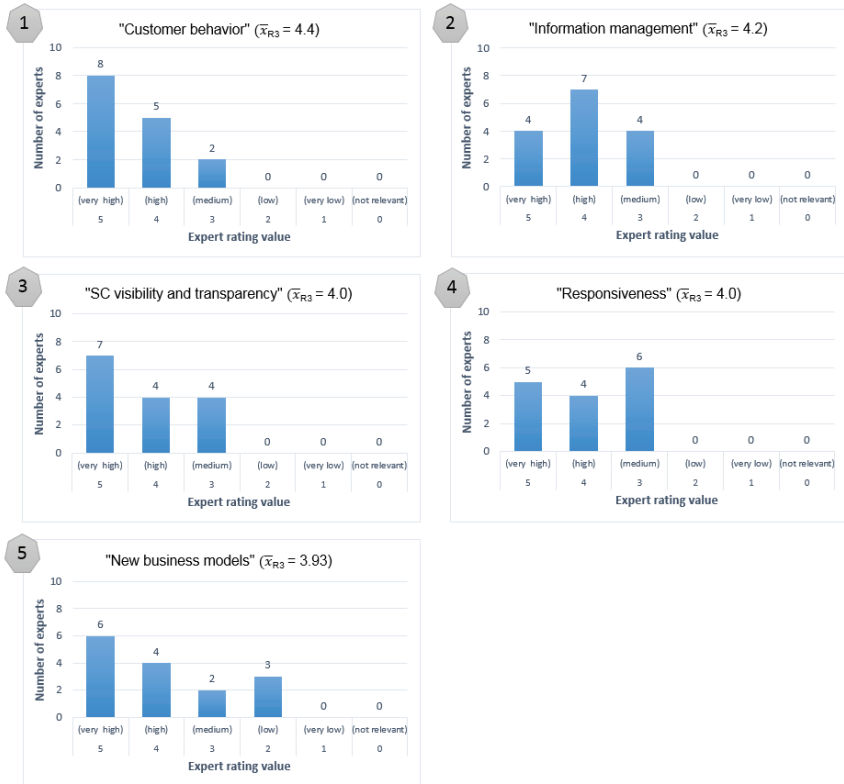 1
"Customer behavior" (x̅R3 = 4.4)
10
8
6
4
2
0
Number of experts
8
5
2
0
0
0
(very high)
(high)
(medium)
(low)
(very low)
(not relevant)
5
4
3
2
1
0
Expert rating value
2
"Information management" (x̅R3 = 4.2)
10
8
6
4
2
0
Number of experts
4
7
4
0
0
0
(very high)
(high)
(medium)
(low)
(very low)
(not relevant)
5
4
3
2
1
0
Expert rating value
3
"SC visibility and transparency" (x̅R3 = 4.0)
10
8
6
4
2
0
Number of experts
7
4
4
0
0
0
(very high)
(high)
(medium)
(low)
(very low)
(not relevant)
5
4
3
2
1
0
Expert rating value
4
"Responsiveness" (x̅R3 = 4.0)
10
8
6
4
2
0
Number of experts
5
4
6
0
0
0
(very high)
(high)
(medium)
(low)
(very low)
(not relevant)
5
4
3
2
1
0
Expert rating value
5
"New business models" (x̅R3 = 3.93)
10
8
6
4
2
0
Number of experts
6
4
2
3
0
0
(very high)
(high)
(medium)
(low)
(very low)
(not relevant)
5
4
3
2
1
0
Expert rating value